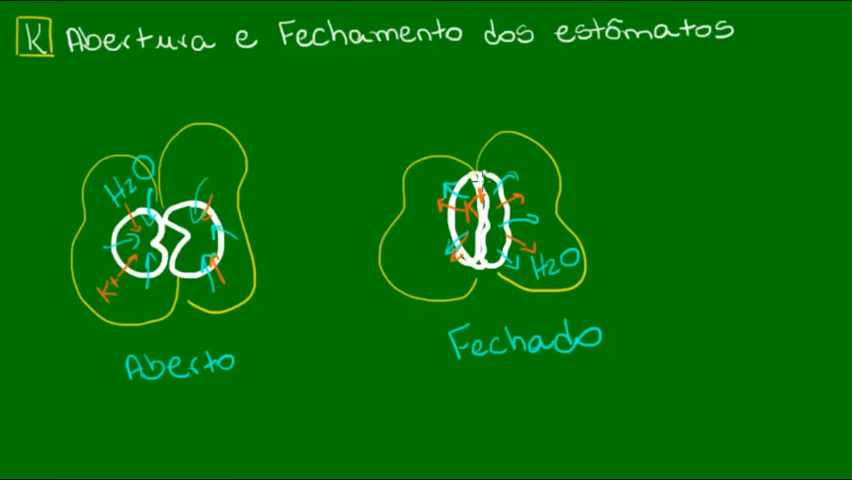 K Abertura e Fechamento dos estômatos
H2O
K+
K+
H2O
Aberto
Fechado